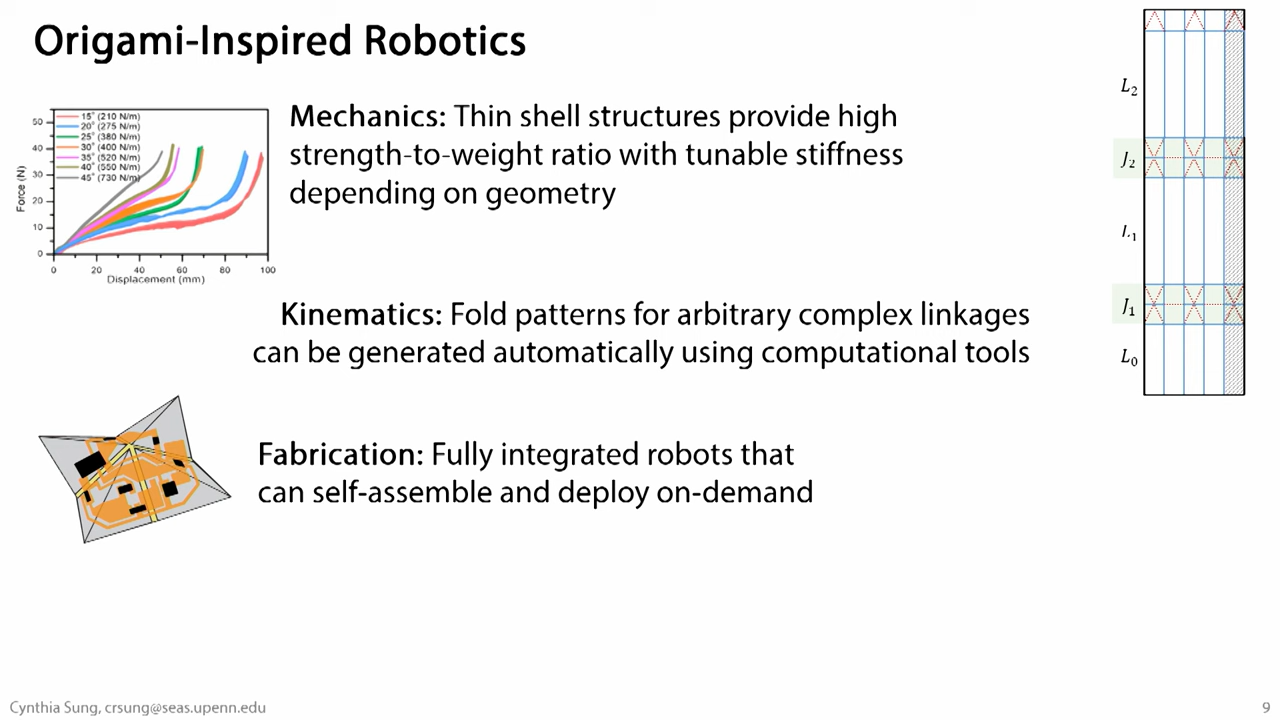 Origami-Inspired Robotics
Mechanics: Thin shell structures provide high
strength-to-weight ratio with tunable stiffness
depending on geometry
Force (N)
50
40
30
20
10
0
15° (210 N/m)
20° (275 N/m)
25° (380 N/m)
30° (400 N/m)
35° (520 N/m)
40° (550 N/m)
45° (730 N/m)
0 20 40 60 80 100
Displacement (mm)
Kinematics: Fold patterns for arbitrary complex linkages
can be generated automatically using computational tools
L2
J2
L1
J1
L0
Fabrication: Fully integrated robots that
can self-assemble and deploy on-demand
Cynthia Sung, crsung@seas.upenn.edu
9